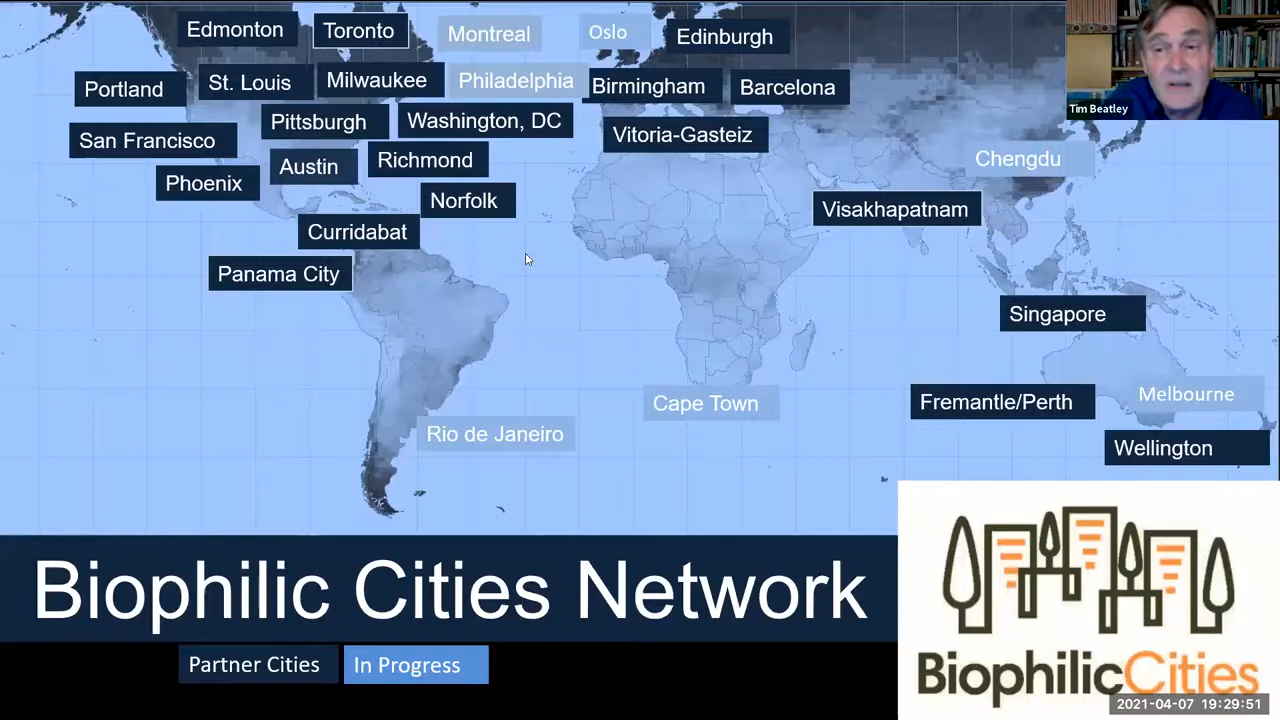 Edmonton
Toronto
Montreal
Oslo
Edinburgh
Portland
St. Louis
Milwaukee
Philadelphia
Birmingham
Barcelona
San Francisco
Pittsburgh
Washington, DC
Vitoria-Gasteiz
Phoenix
Austin
Richmond
Chengdu
Norfolk
Visakhapatnam
Curridabat
Panama City
Singapore
Cape Town
Fremantle/Perth
Melbourne
Rio de Janeiro
Wellington
Tim Beatley
Biophilic Cities Network
Partner Cities
In Progress
BiophilicCities
2021-04-07 19:29:51